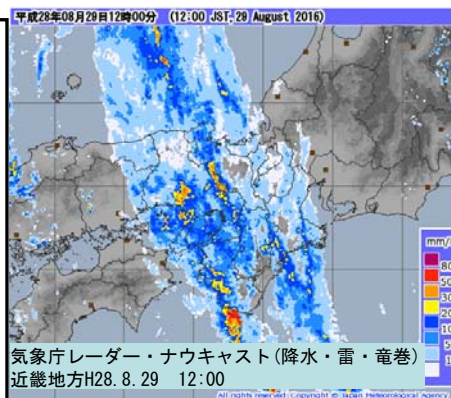 平成28年08月29日12時00分 (12:00 JST,29 August 2016)
mm/
80
50
30
20
10
5
1
気象庁レーダー・ナウキャスト(降水・雷・竜巻)
近畿地方H28.8.29 12:00
All rights reserved. Copyright © Japan Meteorological Agency